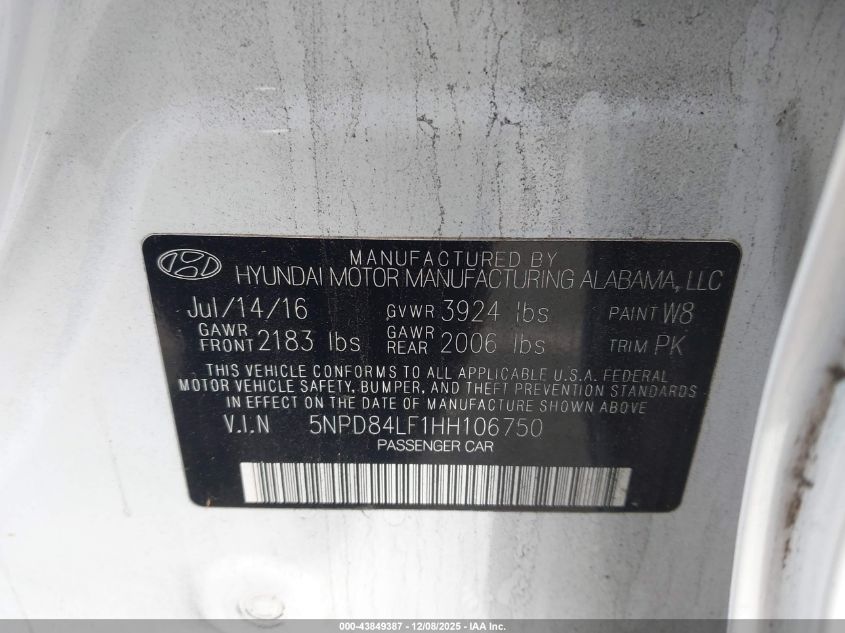 MANUFACTURED BY
HYUNDAI MOTOR MANUFACTURING ALABAMA, LLC
Jul/14/16 GVWR 3924 lbs PAINT W8
GAWR FRONT 2183 lbs GAWR REAR 2006 lbs TRIM PK
THIS VEHICLE CONFORMS TO ALL APPLICABLE U.S.A. FEDERAL
MOTOR VEHICLE SAFETY, BUMPER, AND THEFT PREVENTION STANDARDS
IN EFFECT ON THE DATE OF MANUFACTURE SHOWN ABOVE
V.I.N 5NPD84LF1HH106750
PASSENGER CAR
000-43849387 - 12/08/2025 - IAA Inc.